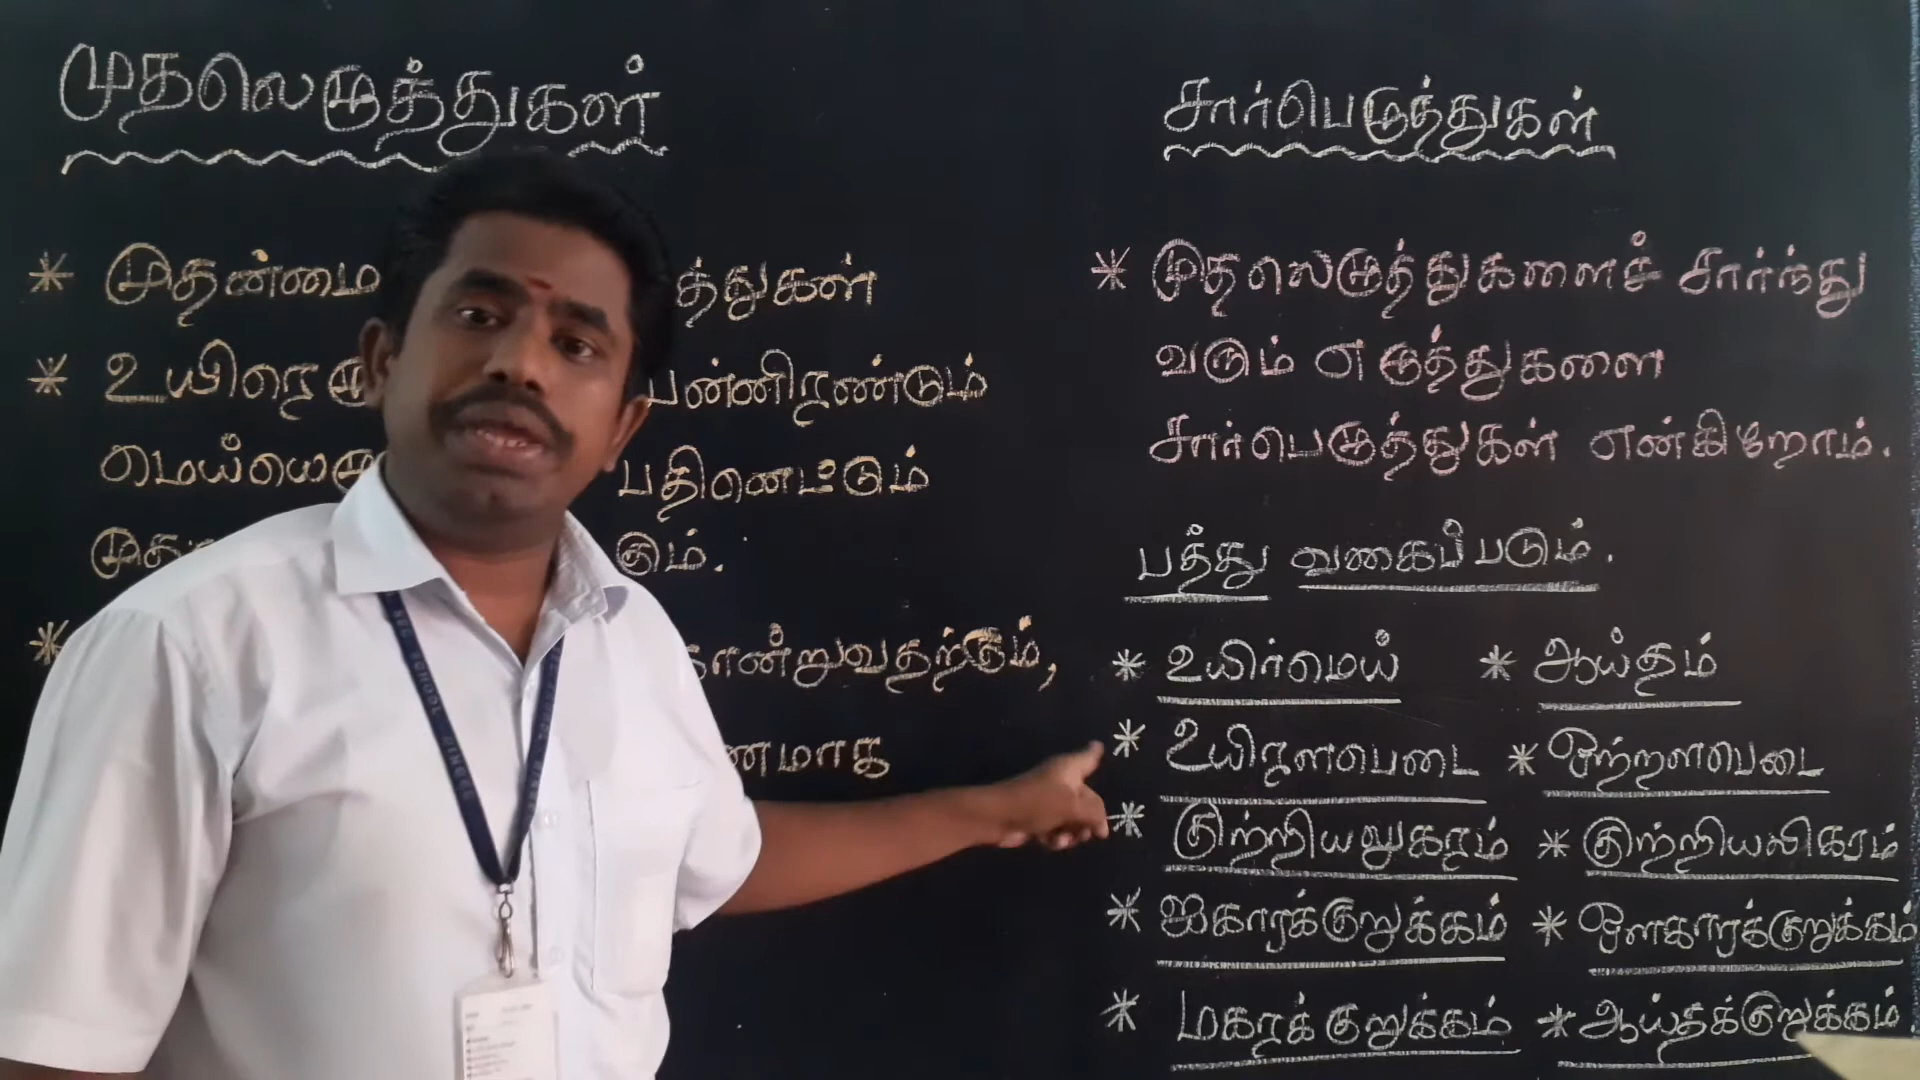 முதலெழுத்துகள்
* முதன்மை த்துகள்
* உயிரெழு பன்னிரண்டும்
மெய்யெழு பதினெட்டும்
முத கும்.
* தோன்றுவதற்கும்,
ணமாக
சார்பெழுத்துகள்
* முதலெழுத்துகளைச் சார்ந்து
வரும் எழுத்துகளை
சார்பெழுத்துகள் என்கிறோம்.
பத்து வகைப்படும்.
* உயிர்மெய் * ஆய்தம்
* உயிரளபெடை * ஒற்றளபெடை
* குற்றியலுகரம் * குற்றியலிகரம்
* ஐகாரக்குறுக்கம் * ஔகாரக்குறுக்கம்
* மகரக்குறுக்கம் * ஆய்தக்குறுக்கம்